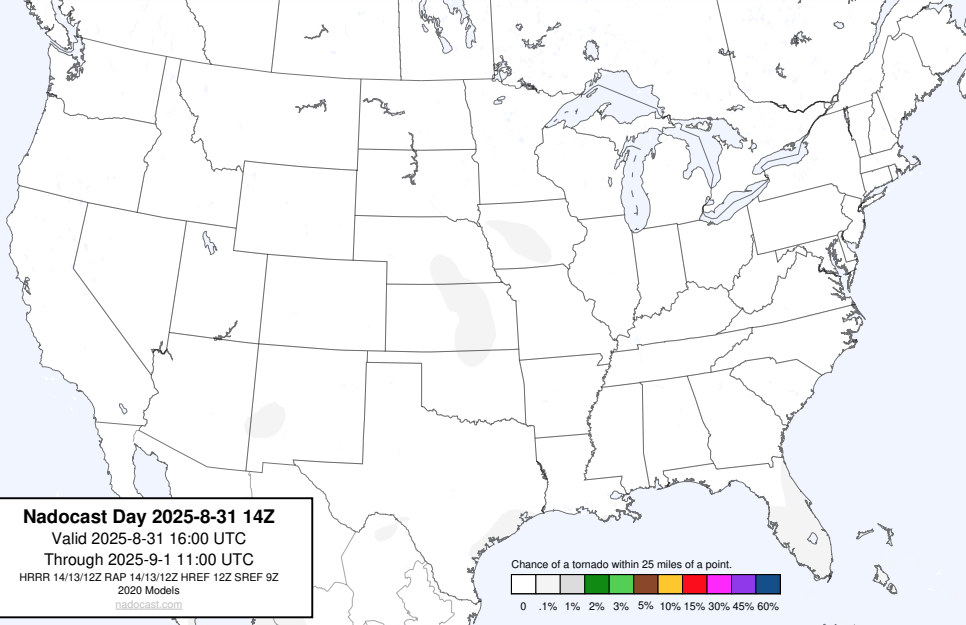 Nadocast Day 2025-8-31 14Z
Valid 2025-8-31 16:00 UTC
Through 2025-9-1 11:00 UTC
HRRR 14/13/12Z RAP 14/13/12Z HREF 12Z SREF 9Z
2020 Models
nadocast.com
Chance of a tornado within 25 miles of a point.
0 .1% 1% 2% 3% 5% 10% 15% 30% 45% 60%